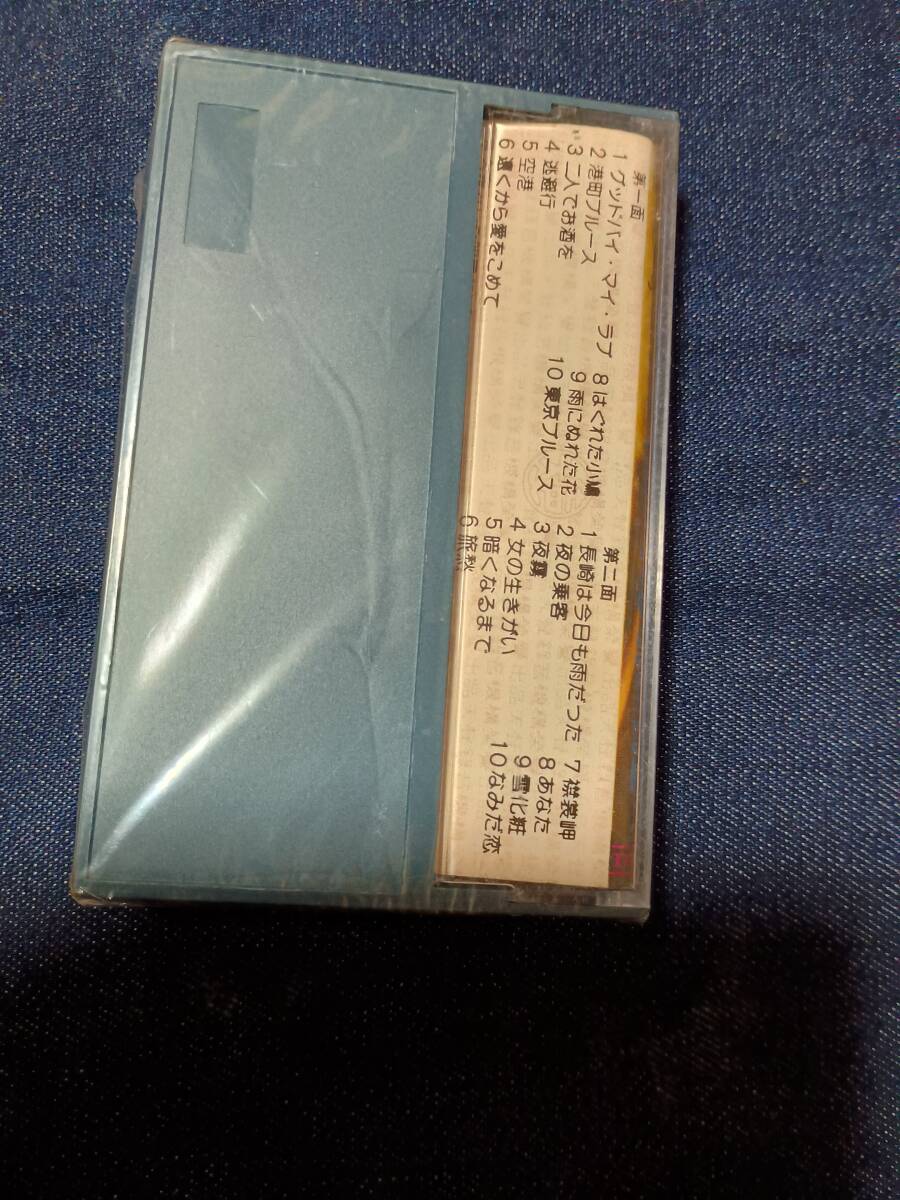 第一面
1 グッドバイ・マイ・ラブ
2 港町ブルース
3 二人でお酒を
4 逃避行
5 空港
6 遠くから愛をこめて
8 はぐれた小鳩
9 雨にぬれた花
10 東京ブルース
第二面
1 長崎は今日も雨だった
2 夜の乗客
3 夜霧
4 女の生きがい
5 暗くなるまで
6 旅愁
7 襟裳岬
8 あなた
9 雪化粧
10 なみだ恋